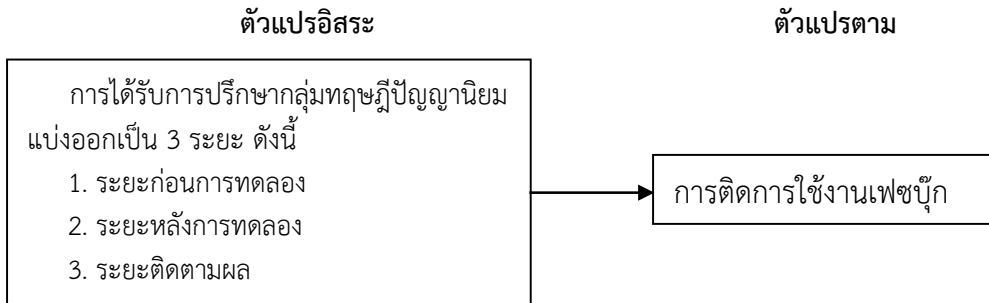 ตัวแปรอิสระ
ตัวแปรตาม
การได้รับการปรึกษากลุ่มทฤษฎีปัญญานิยม
แบ่งออกเป็น 3 ระยะ ดังนี้
1. ระยะก่อนการทดลอง
2. ระยะหลังการทดลอง
3. ระยะติดตามผล
การติดการใช้งานเฟซบุ๊ก